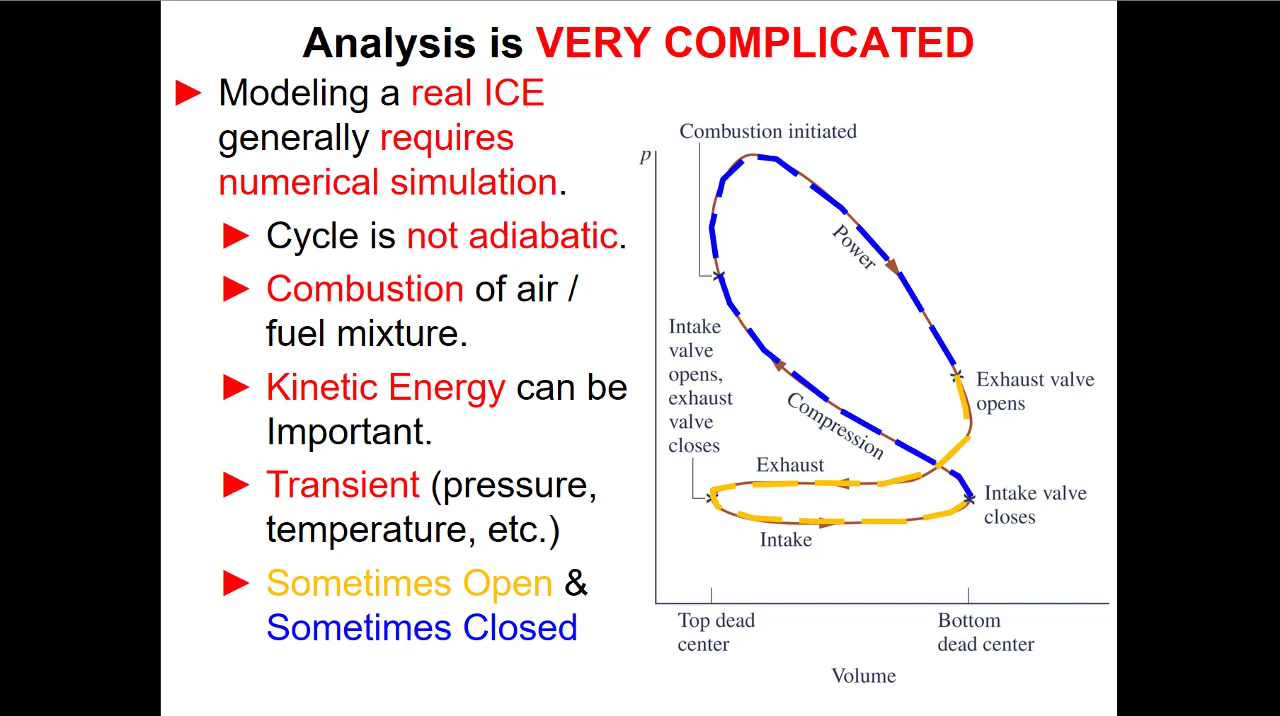 Analysis is VERY COMPLICATED
► Modeling a real ICE
generally requires
numerical simulation.
► Cycle is not adiabatic.
► Combustion of air /
fuel mixture.
► Kinetic Energy can be
Important.
► Transient (pressure,
temperature, etc.)
► Sometimes Open &
Sometimes Closed
Combustion initiated
p
Power
Intake
valve
opens,
exhaust
valve
closes
Compression
Exhaust valve
opens
Exhaust
Intake valve
closes
Intake
Top dead
center
Bottom
dead center
Volume